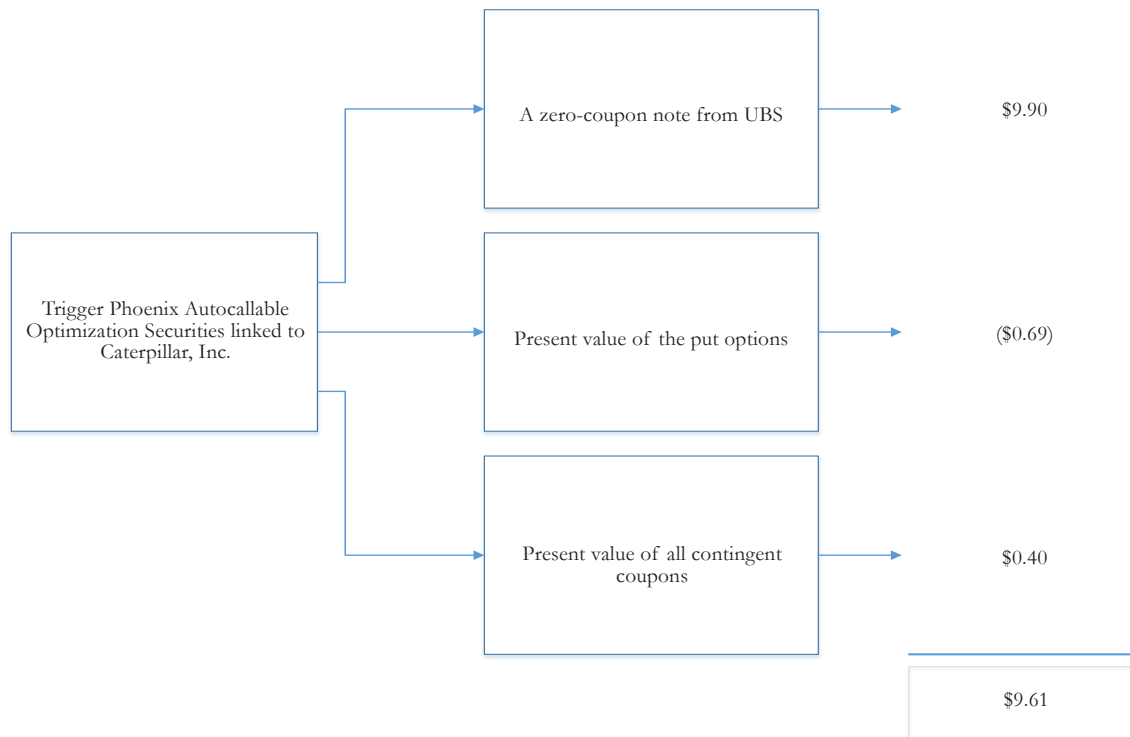 A zero-coupon note from UBS
$9.90
Trigger Phoenix Autocallable
Optimization Securities linked to
Caterpillar, Inc.
Present value of the put options
($0.69)
Present value of all contingent
coupons
$0.40
$9.61